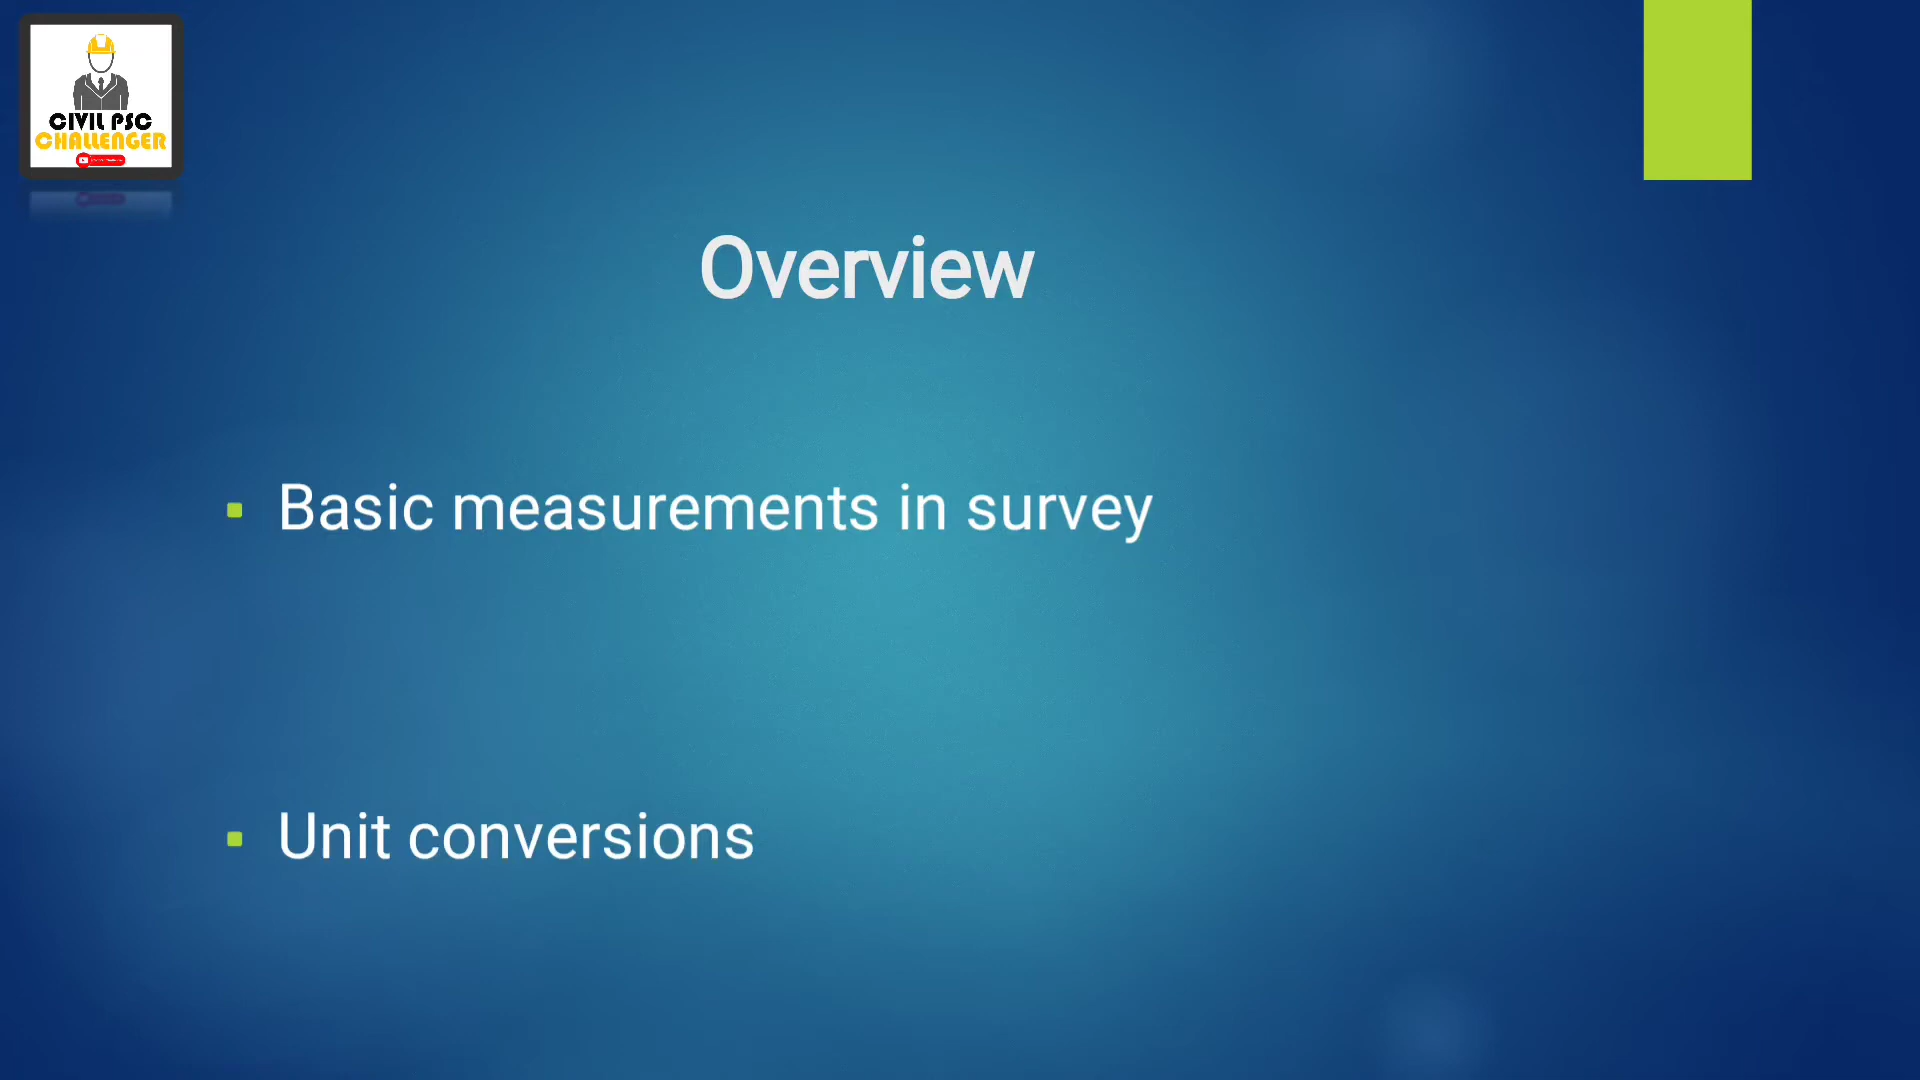 CIVIL PSC
CHALLENGER
Overview
Basic measurements in survey
Unit conversions